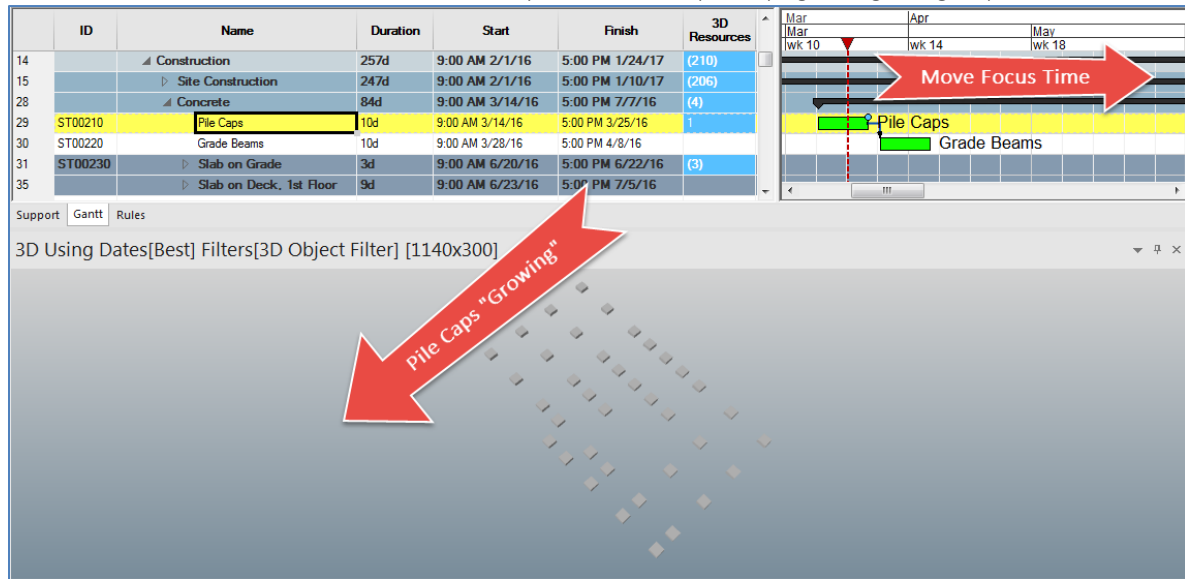 ID Name Duration Start Finish 3D Resources
14 Construction 257d 9:00 AM 2/1/16 5:00 PM 1/24/17 (210)
15 Site Construction 247d 9:00 AM 2/1/16 5:00 PM 1/10/17 (206)
28 Concrete 84d 9:00 AM 3/14/16 5:00 PM 7/7/16 (4)
29 ST00210 Pile Caps 10d 9:00 AM 3/14/16 5:00 PM 3/25/16 1
30 ST00220 Grade Beams 10d 9:00 AM 3/28/16 5:00 PM 4/8/16
31 ST00230 Slab on Grade 3d 9:00 AM 6/20/16 5:00 PM 6/22/16 (3)
35 Slab on Deck, 1st Floor 9d 9:00 AM 6/23/16 5:00 PM 7/5/16
Mar Apr
Mar May
wk 10 wk 14 wk 18
Move Focus Time
Pile Caps
Grade Beams
Support Gantt Rules
3D Using Dates[Best] Filters[3D Object Filter] [1140x300]
Pile Caps "Growing"